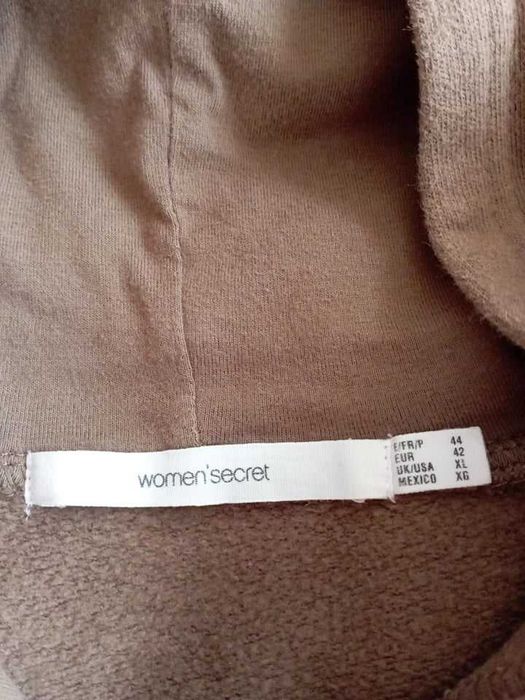 women'secret
E/FR/P 44
EUR 42
UK/USA XL
MEXICO XG